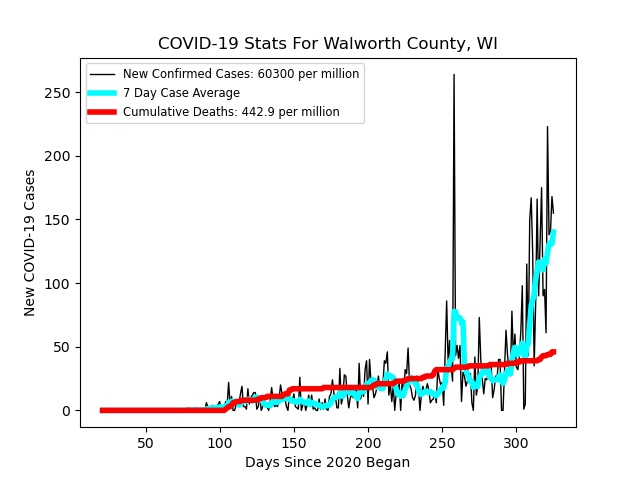 COVID-19 Stats For Walworth County, WI
New Confirmed Cases: 60300 per million
7 Day Case Average
Cumulative Deaths: 442.9 per million
New COVID-19 Cases
250
200
150
100
50
0
50 100 150 200 250 300
Days Since 2020 Began